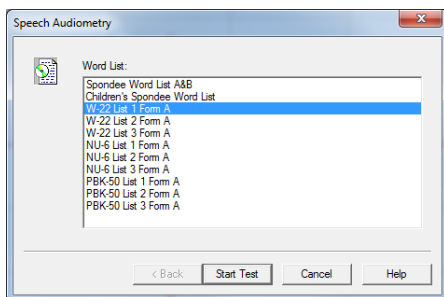 Speech Audiometry
Word List:
Spondee Word List A&B
Children's Spondee Word List
W-22 List 1 Form A
W-22 List 2 Form A
W-22 List 3 Form A
NU-6 List 1 Form A
NU-6 List 2 Form A
NU-6 List 3 Form A
PBK-50 List 1 Form A
PBK-50 List 2 Form A
PBK-50 List 3 Form A
< Back Start Test Cancel Help